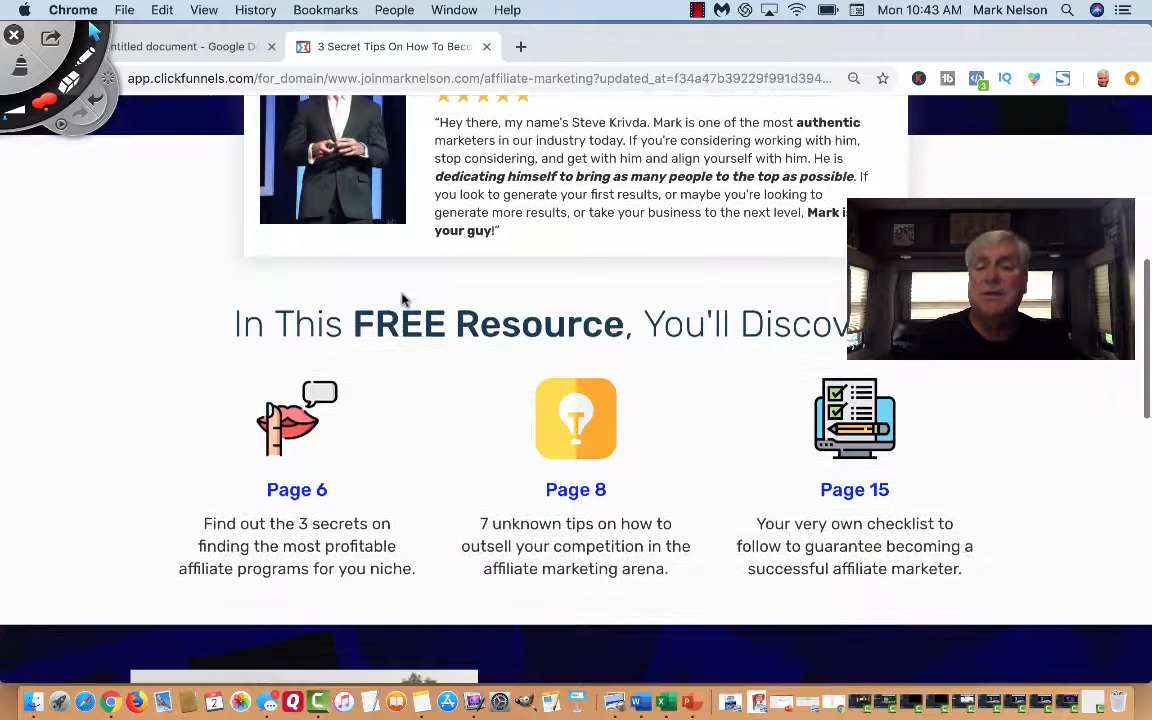 Chrome File Edit View History Bookmarks People Window Help Mon 10:43 AM Mark Nelson
ntitled document - Google D
3 Secret Tips On How To Beco
app.clickfunnels.com/for_domain/www.joinmarknelson.com/affiliate-marketing?updated_at=f34a47b39229f991d394...
“Hey there, my name's Steve Krivda. Mark is one of the most authentic
marketers in our industry today. If you're considering working with him,
stop considering, and get with him and align yourself with him. He is
dedicating himself to bring as many people to the top as possible. If
you look to generate your first results, or maybe you're looking to
generate more results, or take your business to the next level, Mark is
your guy!”
In This FREE Resource, You'll Discov
Page 6
Find out the 3 secrets on
finding the most profitable
affiliate programs for you niche.
Page 8
7 unknown tips on how to
outsell your competition in the
affiliate marketing arena.
Page 15
Your very own checklist to
follow to guarantee becoming a
successful affiliate marketer.